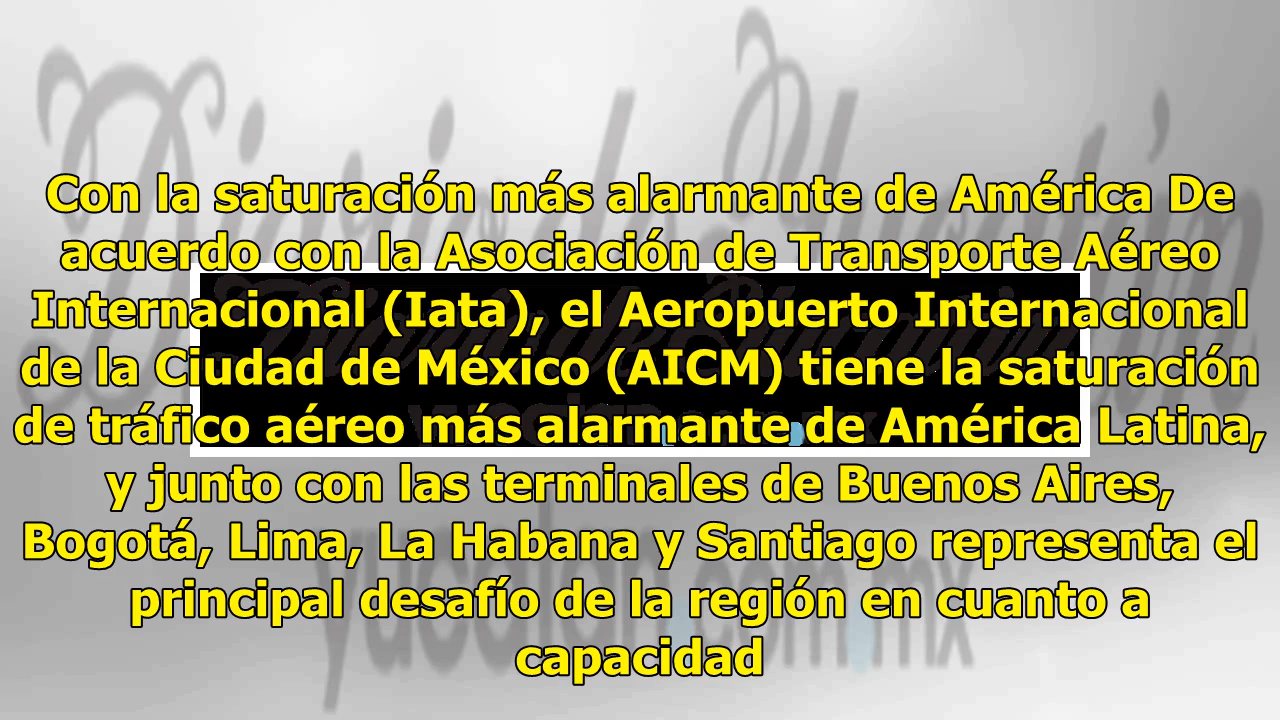 Con la saturación más alarmante de América De
acuerdo con la Asociación de Transporte Aéreo
Internacional (Iata), el Aeropuerto Internacional
de la Ciudad de México (AICM) tiene la saturación
de tráfico aéreo más alarmante de América Latina,
y junto con las terminales de Buenos Aires,
Bogotá, Lima, La Habana y Santiago representa el
principal desafío de la región en cuanto a
capacidad
yucatan.com.mx